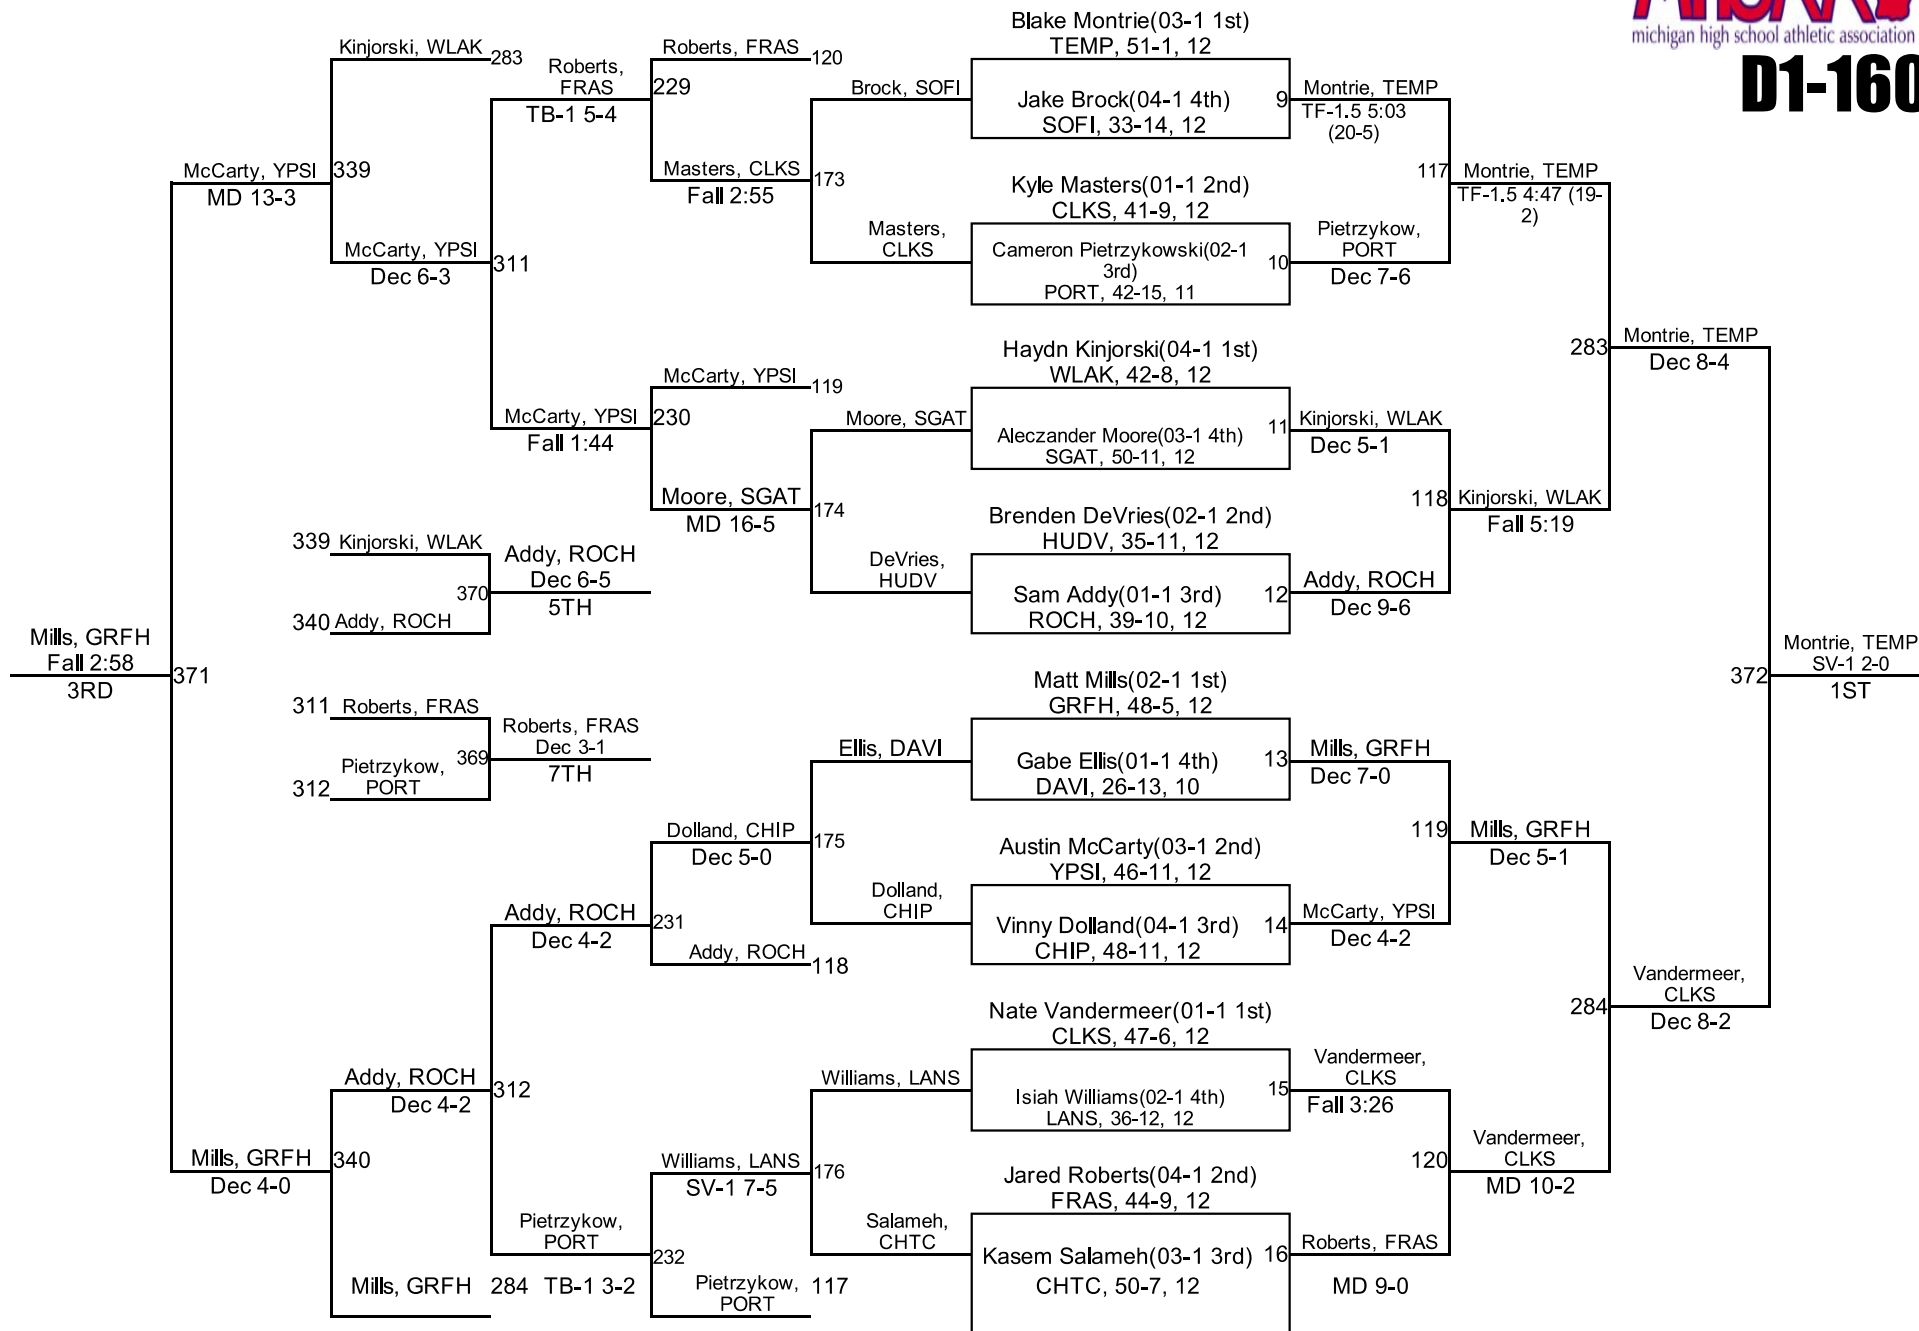 michigan high school athletic association
D1-160
Kinjorski, WLAK
283
McCarty, YPSI
MD 13-3
339
McCarty, YPSI
Dec 6-3
Roberts,
FRAS
TB-1 5-4
311
McCarty, YPSI
Fall 1:44
Roberts, FRAS
120
229
Masters, CLKS
Fall 2:55
McCarty, YPSI
119
230
Moore, SGAT
MD 16-5
Brock, SOFI
173
Masters,
CLKS
Moore, SGAT
174
DeVries,
HUDV
339 Kinjorski, WLAK
370
340 Addy, ROCH
Addy, ROCH
Dec 6-5
5TH
Mills, GRFH
Fall 2:58
3RD
371
311 Roberts, FRAS
369
312
Pietrzykow,
PORT
Roberts, FRAS
Dec 3-1
7TH
Ellis, DAVI
175
Dolland,
CHIP
Dolland, CHIP
Dec 5-0
231
Addy, ROCH
118
Addy, ROCH
Dec 4-2
Addy, ROCH
Dec 4-2
312
Mills, GRFH
Dec 4-0
340
Mills, GRFH
284
Pietrzykow,
PORT
TB-1 3-2
232
Williams, LANS
SV-1 7-5
Pietrzykow,
PORT
117
Williams, LANS
176
Salameh,
CHTC
Blake Montrie(03-1 1st)
TEMP, 51-1, 12
Jake Brock(04-1 4th)
SOFI, 33-14, 12
9
Kyle Masters(01-1 2nd)
CLKS, 41-9, 12
Cameron Pietrzykowski(02-1
3rd)
PORT, 42-15, 11
10
Haydn Kinjorski(04-1 1st)
WLAK, 42-8, 12
Aleczander Moore(03-1 4th)
SGAT, 50-11, 12
11
Brenden DeVries(02-1 2nd)
HUDV, 35-11, 12
Sam Addy(01-1 3rd)
ROCH, 39-10, 12
12
Matt Mills(02-1 1st)
GRFH, 48-5, 12
Gabe Ellis(01-1 4th)
DAVI, 26-13, 10
13
Austin McCarty(03-1 2nd)
YPSI, 46-11, 12
Vinny Dolland(04-1 3rd)
CHIP, 48-11, 12
14
Nate Vandermeer(01-1 1st)
CLKS, 47-6, 12
Isiah Williams(02-1 4th)
LANS, 36-12, 12
15
Jared Roberts(04-1 2nd)
FRAS, 44-9, 12
Kasem Salameh(03-1 3rd)
CHTC, 50-7, 12
16
Montrie, TEMP
TF-1.5 5:03
(20-5)
117
Pietrzykow,
PORT
Dec 7-6
Montrie, TEMP
TF-1.5 4:47 (19-
2)
Kinjorski, WLAK
Dec 5-1
118
Addy, ROCH
Dec 9-6
Kinjorski, WLAK
Fall 5:19
283
Montrie, TEMP
Dec 8-4
Mills, GRFH
Dec 7-0
119
McCarty, YPSI
Dec 4-2
Mills, GRFH
Dec 5-1
Vandermeer,
CLKS
Fall 3:26
120
Roberts, FRAS
MD 9-0
Vandermeer,
CLKS
MD 10-2
284
Vandermeer,
CLKS
Dec 8-2
372
Montrie, TEMP
SV-1 2-0
1ST